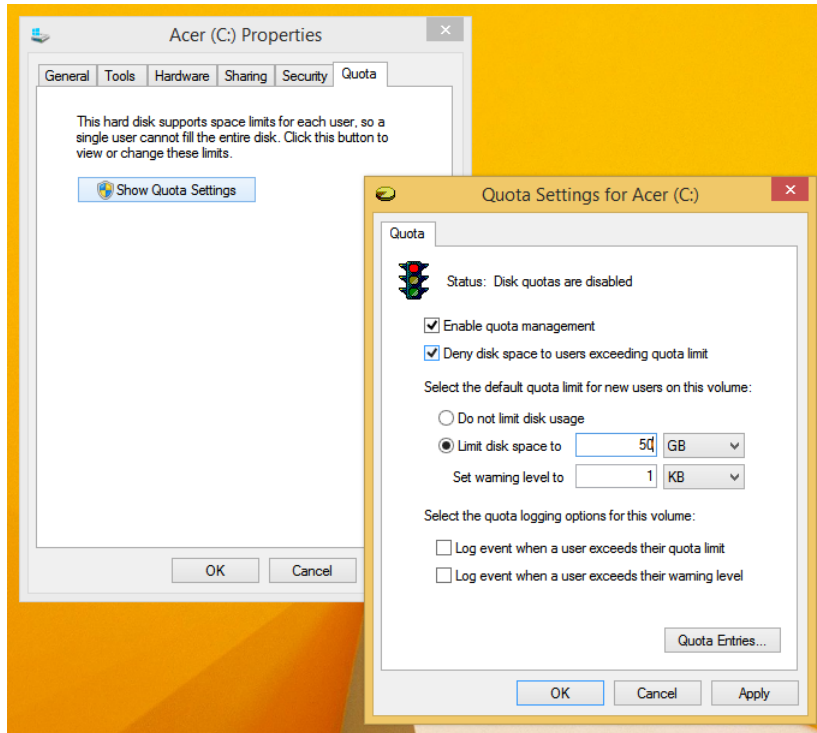 Acer (C:) Properties
General Tools Hardware Sharing Security Quota
This hard disk supports space limits for each user, so a
single user cannot fill the entire disk. Click this button to
view or change these limits.
Show Quota Settings
OK Cancel
Quota Settings for Acer (C:)
Quota
Status: Disk quotas are disabled
Enable quota management
Deny disk space to users exceeding quota limit
Select the default quota limit for new users on this volume:
Do not limit disk usage
Limit disk space to 50 GB
Set warning level to 1 KB
Select the quota logging options for this volume:
Log event when a user exceeds their quota limit
Log event when a user exceeds their warning level
Quota Entries...
OK Cancel Apply